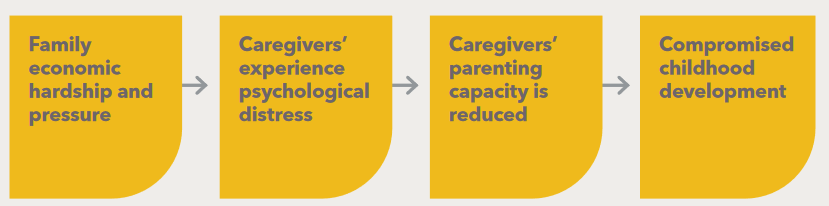 Family
economic
hardship and
pressure
Caregivers’
experience
psychological
distress
Caregivers’
parenting
capacity is
reduced
Compromised
childhood
development